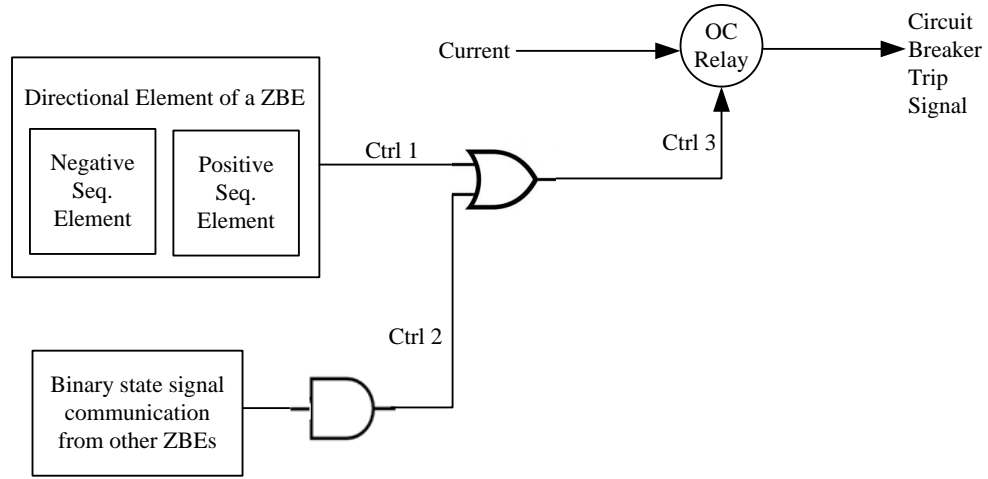 Current
OC
Relay
Circuit
Breaker
Trip
Signal
Directional Element of a ZBE
Negative
Seq.
Element
Positive
Seq.
Element
Ctrl 1
Ctrl 3
Ctrl 2
Binary state signal
communication
from other ZBEs